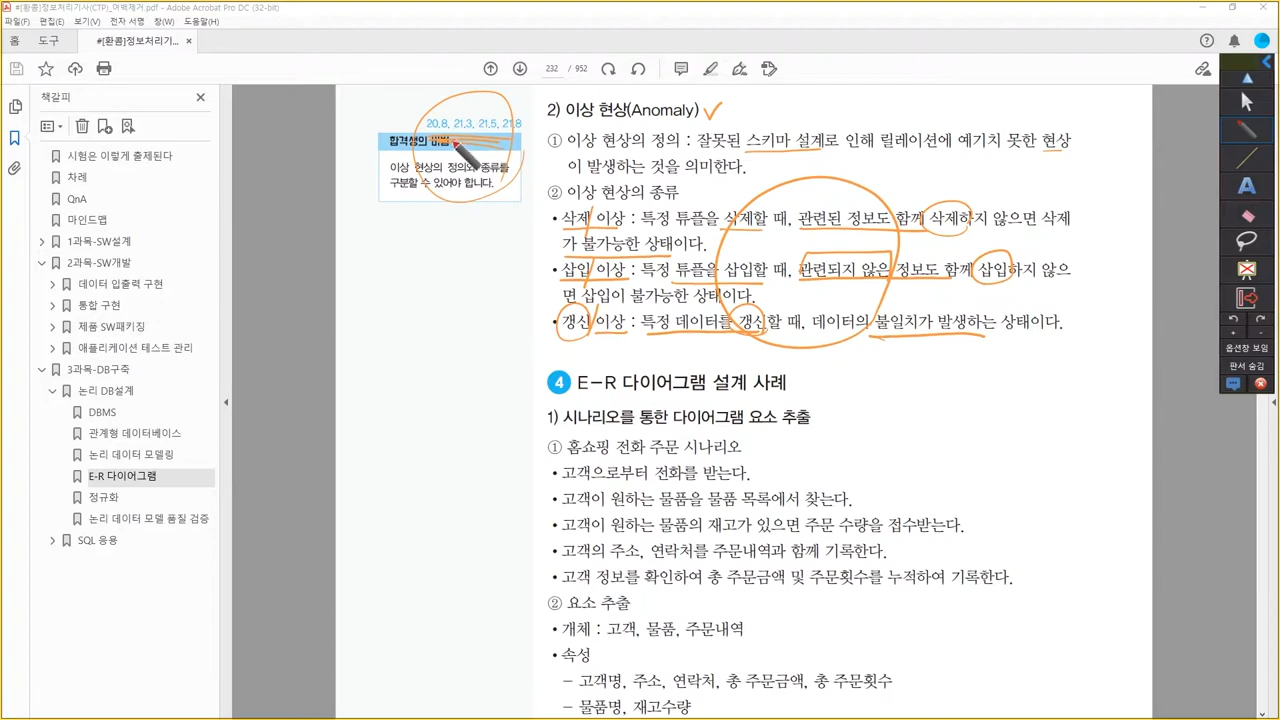 #[환콤]정보처리기사(CTP)_여백제거.pdf - Adobe Acrobat Pro DC (32-bit)
파일(F) 편집(E) 보기(V) 전자 서명 창(W) 도움말(H)
홈 도구 #[환콤]정보처리기... ×
232 / 952
책갈피
시험은 이렇게 출제된다
차례
QnA
마인드맵
1과목-SW설계
2과목-SW개발
데이터 입출력 구현
통합 구현
제품 SW패키징
애플리케이션 테스트 관리
3과목-DB구축
논리 DB설계
DBMS
관계형 데이터베이스
논리 데이터 모델링
E-R 다이어그램
정규화
논리 데이터 모델 품질 검증
SQL 응용
20.8, 21.3, 21.5, 21.8
합격생의 비법
이상 현상의 정의와 종류를
구분할 수 있어야 합니다.
2) 이상 현상(Anomaly)
① 이상 현상의 정의 : 잘못된 스키마 설계로 인해 릴레이션에 예기치 못한 현상
이 발생하는 것을 의미한다.
② 이상 현상의 종류
• 삭제 이상 : 특정 튜플을 삭제할 때, 관련된 정보도 함께 삭제하지 않으면 삭제
가 불가능한 상태이다.
• 삽입 이상 : 특정 튜플을 삽입할 때, 관련되지 않은 정보도 함께 삽입하지 않으
면 삽입이 불가능한 상태이다.
• 갱신 이상 : 특정 데이터를 갱신할 때, 데이터의 불일치가 발생하는 상태이다.
4 E-R 다이어그램 설계 사례
1) 시나리오를 통한 다이어그램 요소 추출
① 홈쇼핑 전화 주문 시나리오
• 고객으로부터 전화를 받는다.
• 고객이 원하는 물품을 물품 목록에서 찾는다.
• 고객이 원하는 물품의 재고가 있으면 주문 수량을 접수받는다.
• 고객의 주소, 연락처를 주문내역과 함께 기록한다.
• 고객 정보를 확인하여 총 주문금액 및 주문횟수를 누적하여 기록한다.
② 요소 추출
• 개체 : 고객, 물품, 주문내역
• 속성
– 고객명, 주소, 연락처, 총 주문금액, 총 주문횟수
– 물품명, 재고수량
A
옵션창 보임
판서 숨김